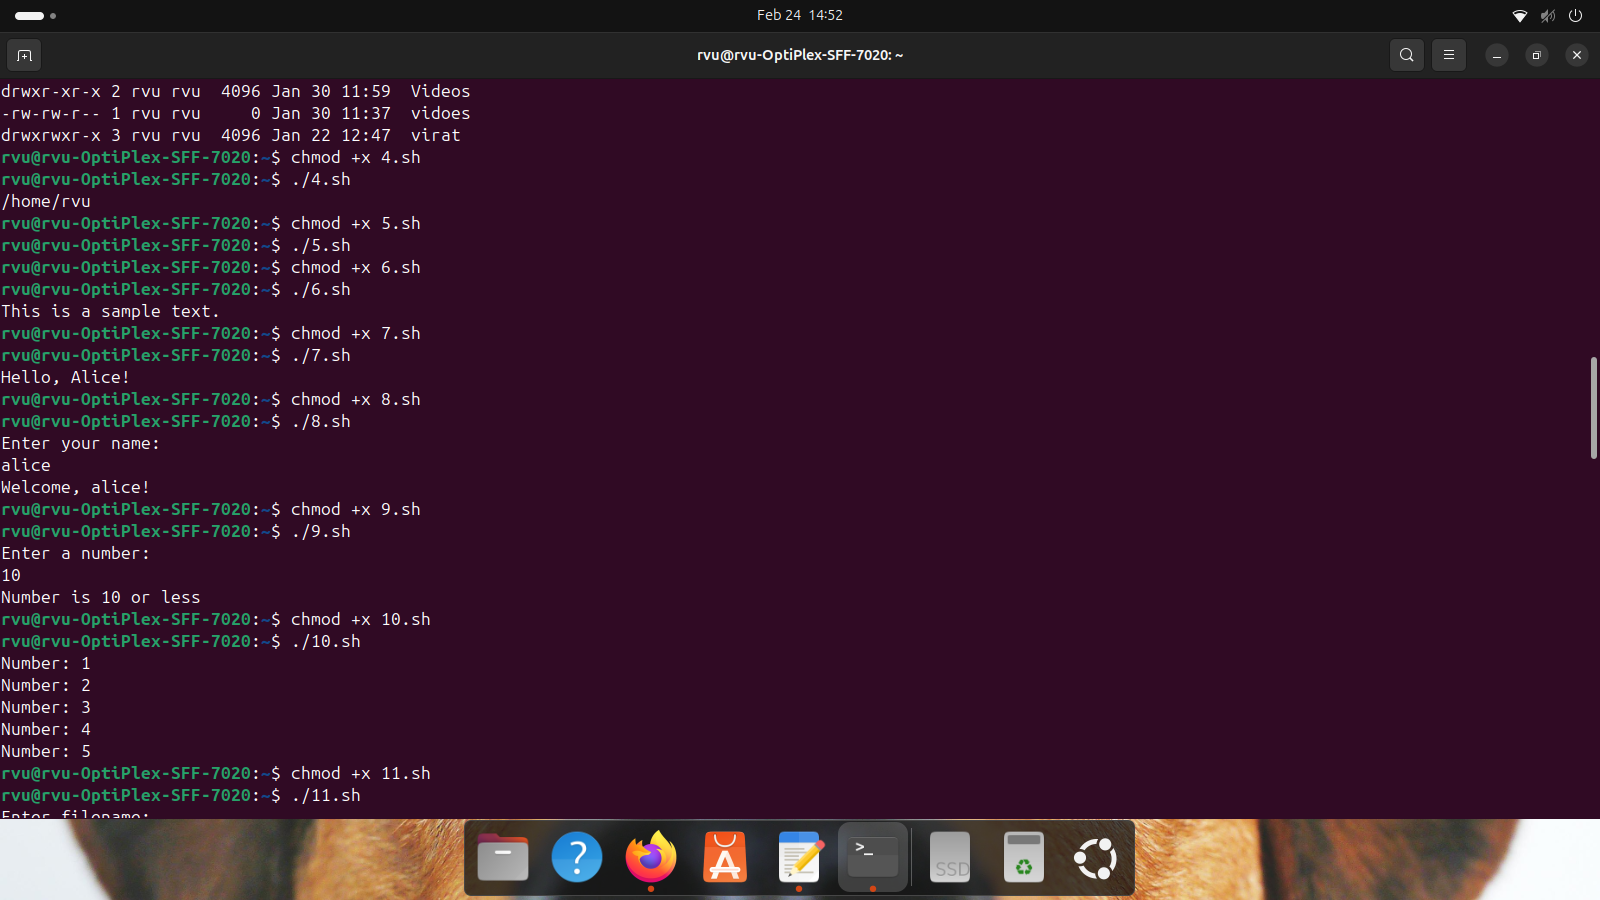 Feb 24 14:52
rvu@rvu-OptiPlex-SFF-7020: ~
drwxr-xr-x 2 rvu rvu  4096 Jan 30 11:59  Videos
-rw-rw-r-- 1 rvu rvu     0 Jan 30 11:37  vidoes
drwxrwxr-x 3 rvu rvu  4096 Jan 22 12:47  virat
rvu@rvu-OptiPlex-SFF-7020:~$ chmod +x 4.sh
rvu@rvu-OptiPlex-SFF-7020:~$ ./4.sh
/home/rvu
rvu@rvu-OptiPlex-SFF-7020:~$ chmod +x 5.sh
rvu@rvu-OptiPlex-SFF-7020:~$ ./5.sh
rvu@rvu-OptiPlex-SFF-7020:~$ chmod +x 6.sh
rvu@rvu-OptiPlex-SFF-7020:~$ ./6.sh
This is a sample text.
rvu@rvu-OptiPlex-SFF-7020:~$ chmod +x 7.sh
rvu@rvu-OptiPlex-SFF-7020:~$ ./7.sh
Hello, Alice!
rvu@rvu-OptiPlex-SFF-7020:~$ chmod +x 8.sh
rvu@rvu-OptiPlex-SFF-7020:~$ ./8.sh
Enter your name:
alice
Welcome, alice!
rvu@rvu-OptiPlex-SFF-7020:~$ chmod +x 9.sh
rvu@rvu-OptiPlex-SFF-7020:~$ ./9.sh
Enter a number:
10
Number is 10 or less
rvu@rvu-OptiPlex-SFF-7020:~$ chmod +x 10.sh
rvu@rvu-OptiPlex-SFF-7020:~$ ./10.sh
Number: 1
Number: 2
Number: 3
Number: 4
Number: 5
rvu@rvu-OptiPlex-SFF-7020:~$ chmod +x 11.sh
rvu@rvu-OptiPlex-SFF-7020:~$ ./11.sh
Enter filename:
SSD